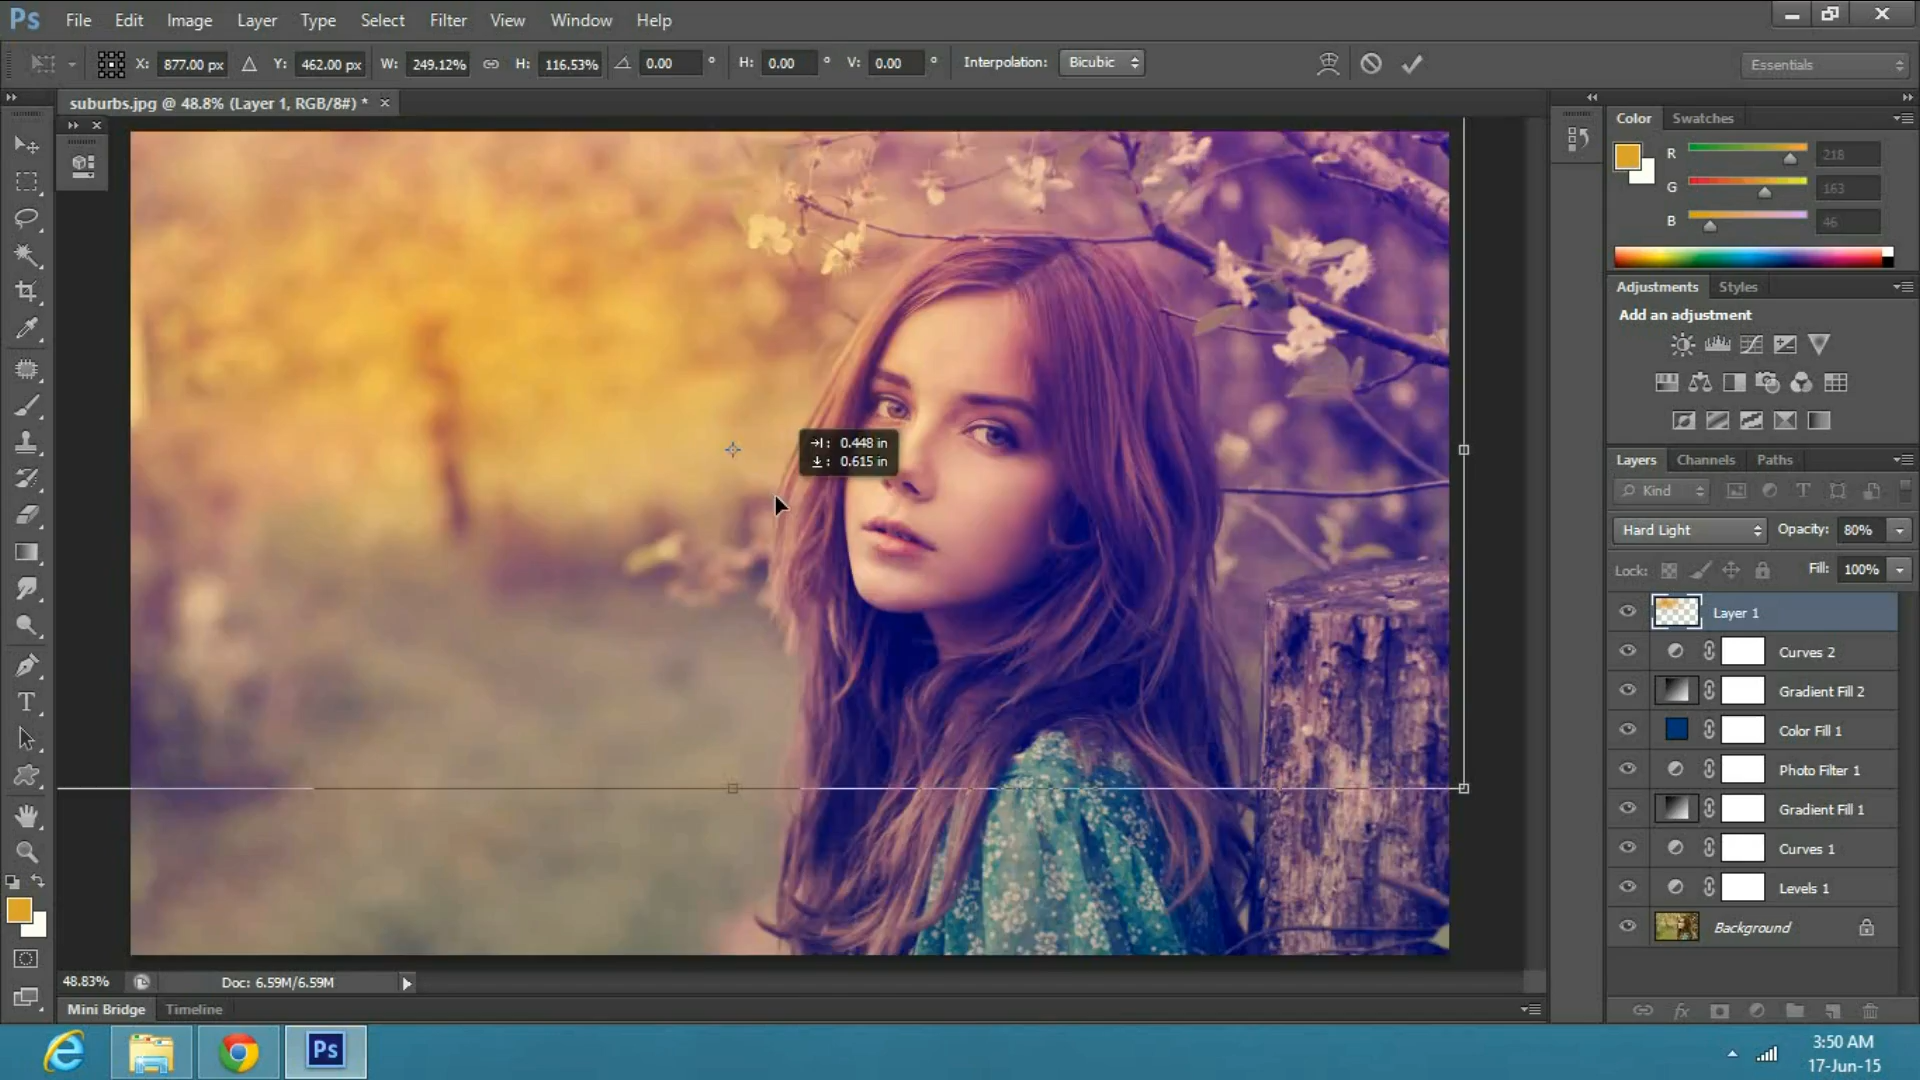 Ps File Edit Image Layer Type Select Filter View Window Help
X: 877.00 px Y: 462.00 px W: 249.12% H: 116.53% 0.00 ° H: 0.00 ° V: 0.00 ° Interpolation: Bicubic Essentials
suburbs.jpg @ 48.8% (Layer 1, RGB/8#) * ×
Color Swatches
R 218
G 163
B 46
Adjustments Styles
Add an adjustment
0.448 in
0.615 in
Layers Channels Paths
Kind
Hard Light Opacity: 80%
Lock: Fill: 100%
Layer 1
Curves 2
Gradient Fill 2
Color Fill 1
Photo Filter 1
Gradient Fill 1
Curves 1
Levels 1
Background
48.83% Doc: 6.59M/6.59M
Mini Bridge Timeline
Ps
3:50 AM
17-Jun-15